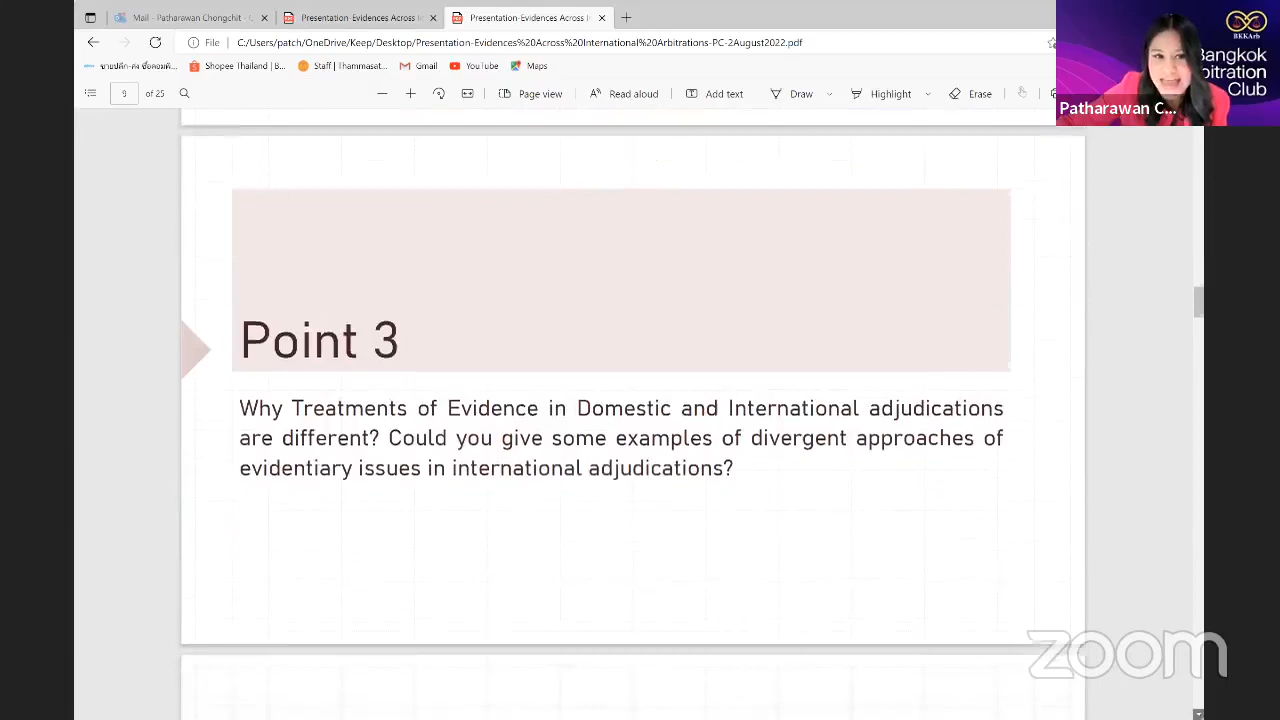 Mail - Patharawan Chongchit - 
Presentation-Evidences Across I
Presentation-Evidences Across I
File
C:/Users/patch/OneDrive/Keep/Desktop/Presentation-Evidences%20Across%20International%20Arbitrations-PC-2August2022.pdf
Shopee Thailand | B...
Staff | Thammasat...
Gmail
YouTube
Maps
9 of 25
Page view
Read aloud
Add text
Draw
Highlight
Erase
BKKArb
Bangkok
bitration
Club
Patharawan C...
Point 3
Why Treatments of Evidence in Domestic and International adjudications
are different? Could you give some examples of divergent approaches of
evidentiary issues in international adjudications?
zoom